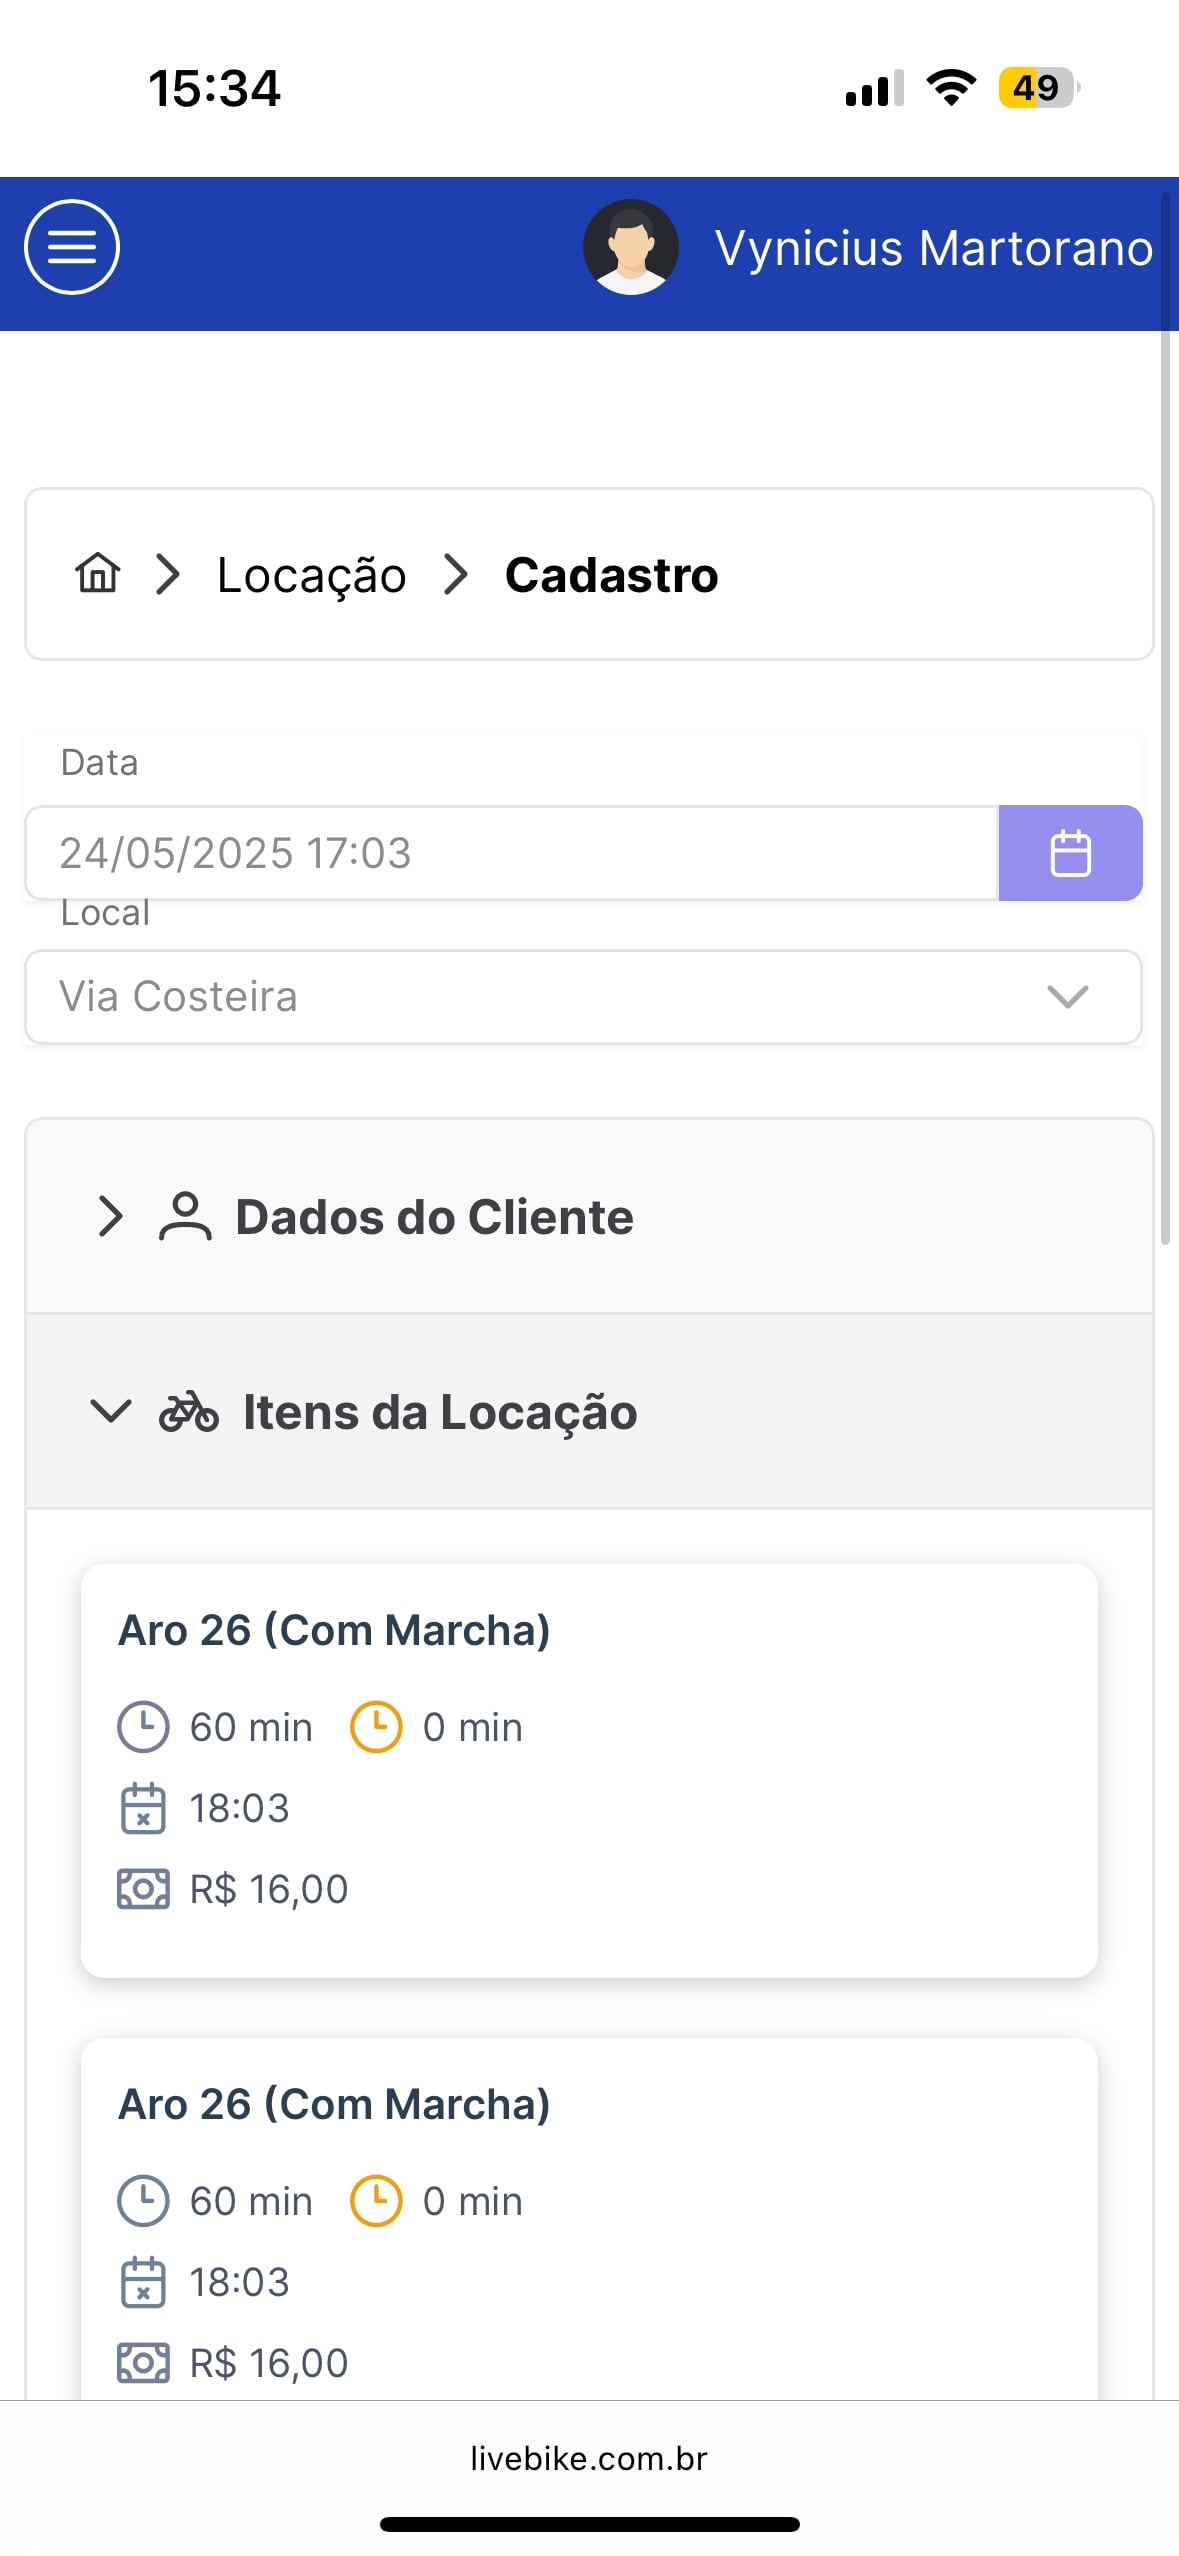 15:34
49
Vynicius Martorano
Locação Cadastro
Data
24/05/2025 17:03
Local
Via Costeira
Dados do Cliente
Itens da Locação
Aro 26 (Com Marcha)
60 min 0 min
18:03
R$ 16,00
Aro 26 (Com Marcha)
60 min 0 min
18:03
R$ 16,00
livebike.com.br